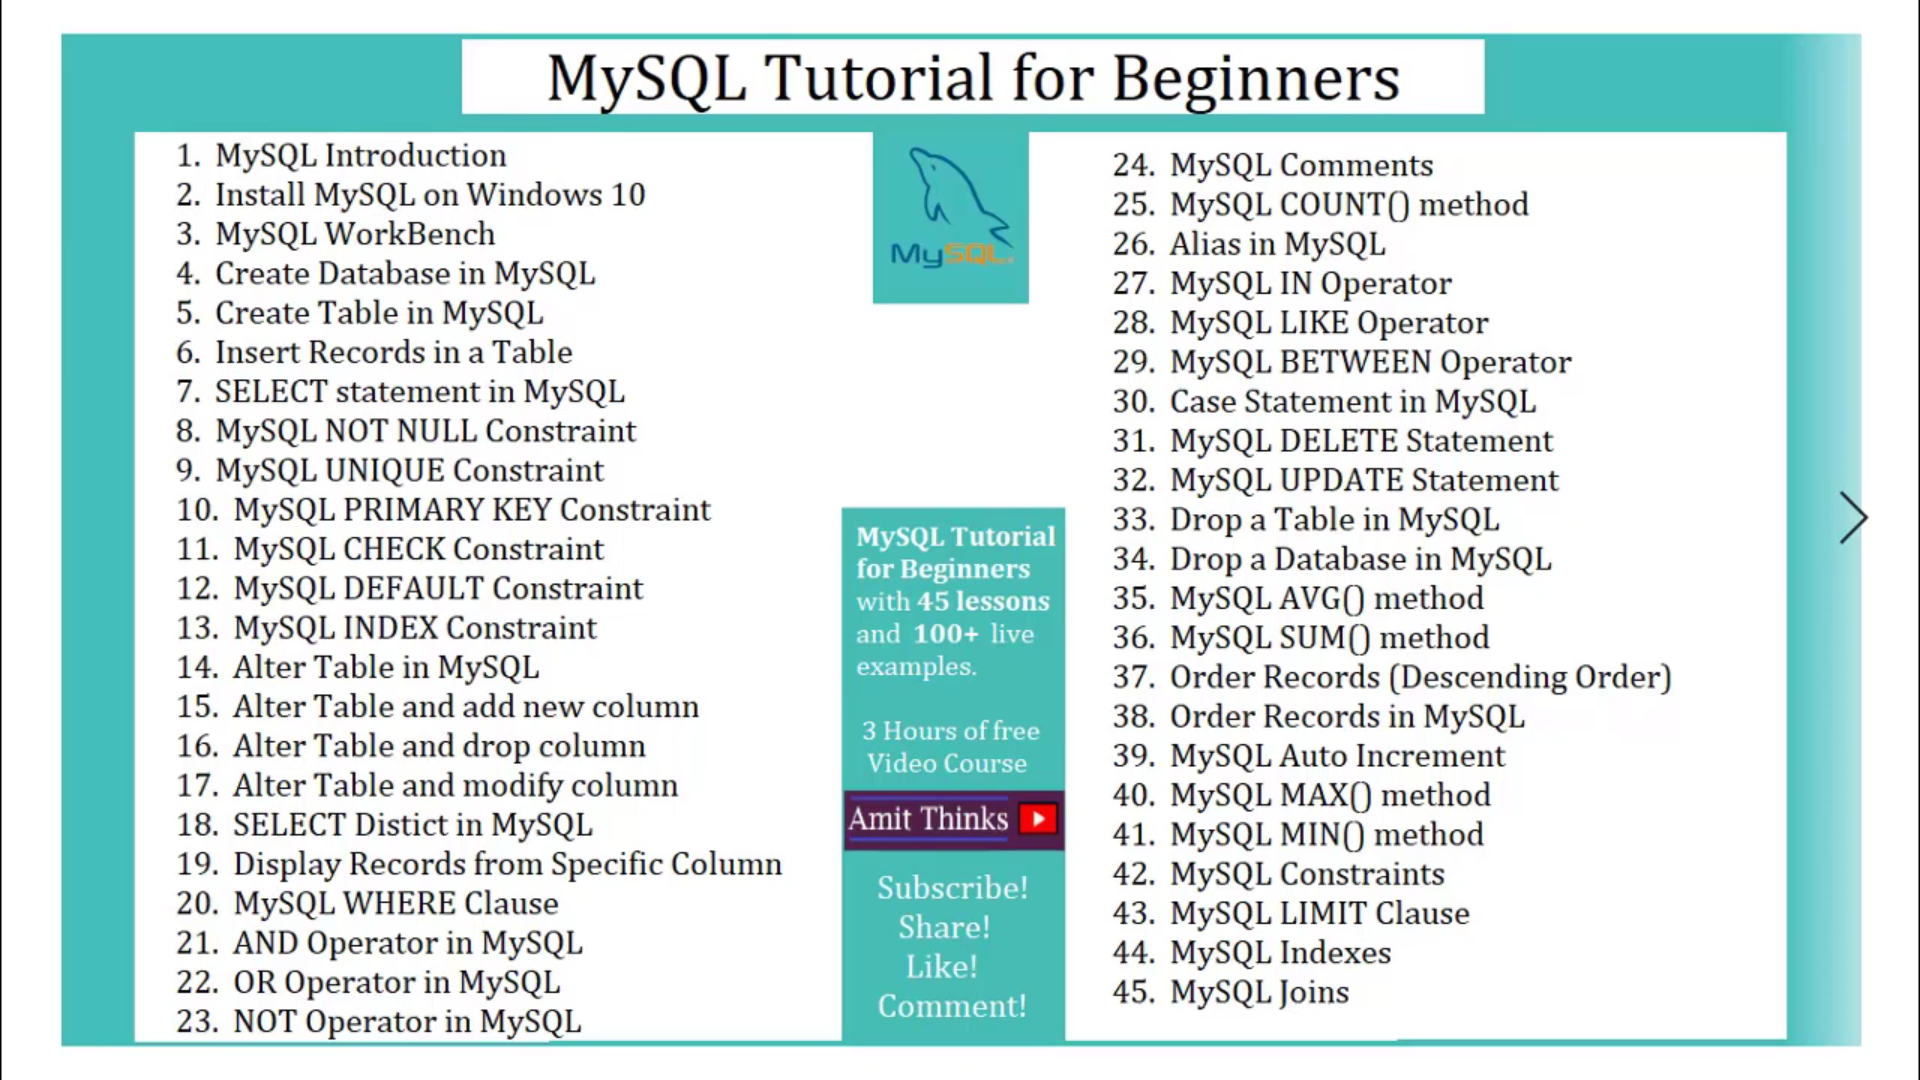 MySQL Tutorial for Beginners
1. MySQL Introduction
2. Install MySQL on Windows 10
3. MySQL WorkBench
4. Create Database in MySQL
5. Create Table in MySQL
6. Insert Records in a Table
7. SELECT statement in MySQL
8. MySQL NOT NULL Constraint
9. MySQL UNIQUE Constraint
10. MySQL PRIMARY KEY Constraint
11. MySQL CHECK Constraint
12. MySQL DEFAULT Constraint
13. MySQL INDEX Constraint
14. Alter Table in MySQL
15. Alter Table and add new column
16. Alter Table and drop column
17. Alter Table and modify column
18. SELECT Distict in MySQL
19. Display Records from Specific Column
20. MySQL WHERE Clause
21. AND Operator in MySQL
22. OR Operator in MySQL
23. NOT Operator in MySQL
MySQL
MySQL Tutorial
for Beginners
with 45 lessons
and 100+ live
examples.
3 Hours of free
Video Course
Amit Thinks
Subscribe!
Share!
Like!
Comment!
24. MySQL Comments
25. MySQL COUNT() method
26. Alias in MySQL
27. MySQL IN Operator
28. MySQL LIKE Operator
29. MySQL BETWEEN Operator
30. Case Statement in MySQL
31. MySQL DELETE Statement
32. MySQL UPDATE Statement
33. Drop a Table in MySQL
34. Drop a Database in MySQL
35. MySQL AVG() method
36. MySQL SUM() method
37. Order Records (Descending Order)
38. Order Records in MySQL
39. MySQL Auto Increment
40. MySQL MAX() method
41. MySQL MIN() method
42. MySQL Constraints
43. MySQL LIMIT Clause
44. MySQL Indexes
45. MySQL Joins